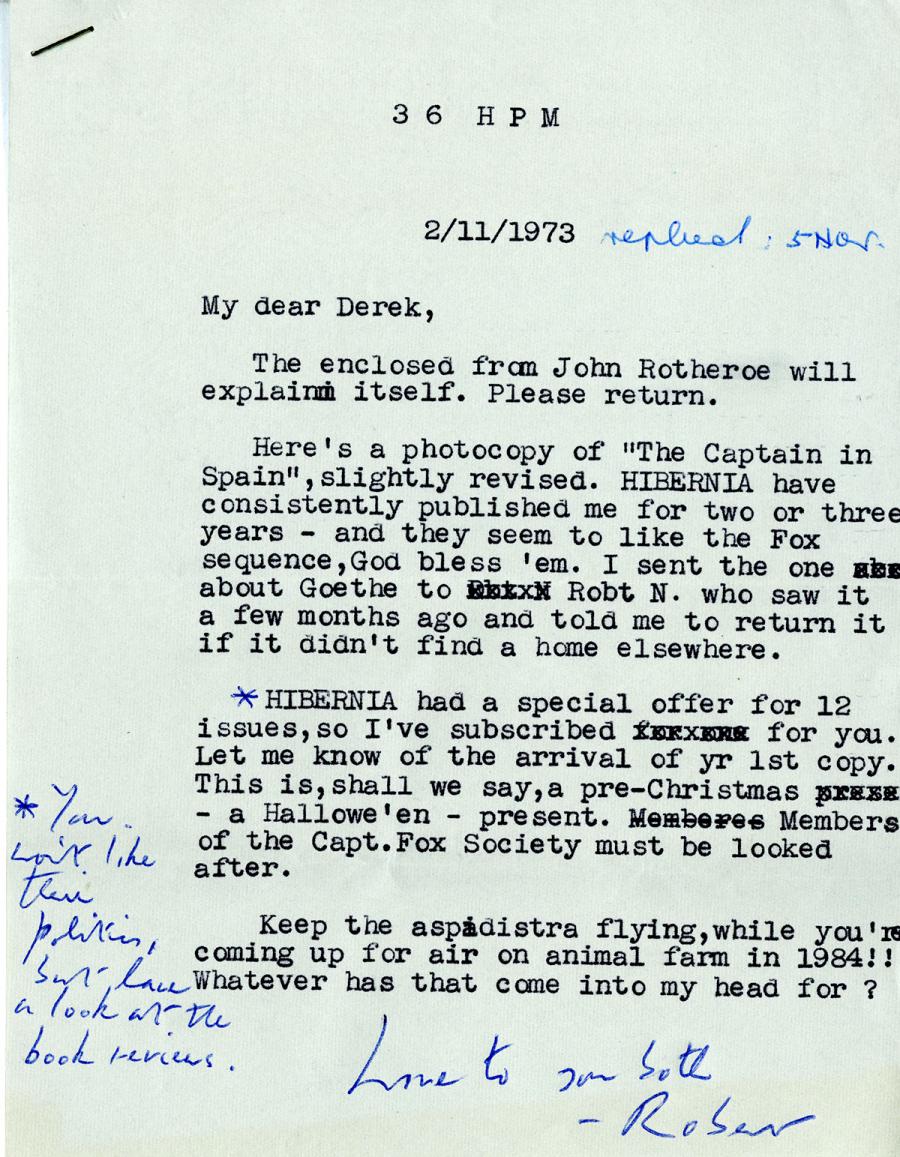 36 HPM
2/11/1973 replied: 5 Nov.
My dear Derek,
The enclosed from John Rotheroe will
explain itself. Please return.
Here's a photocopy of "The Captain in
Spain",slightly revised. HIBERNIA have
consistently published me for two or three
years - and they seem to like the Fox
sequence,God bless 'em. I sent the one
about Goethe to Robt N. who saw it
a few months ago and told me to return it
if it didn't find a home elsewhere.
* HIBERNIA had a special offer for 12
issues,so I've subscribed for you.
Let me know of the arrival of yr 1st copy.
This is,shall we say,a pre-Christmas
- a Hallowe'en - present. Memberes Members
of the Capt.Fox Society must be looked
after.
Keep the aspidistra flying,while you're
coming up for air on animal farm in 1984!!
Whatever has that come into my head for ?
* You
won't like
their
politics,
but have
a look at the
book reviews.
Love to you both
- Robert